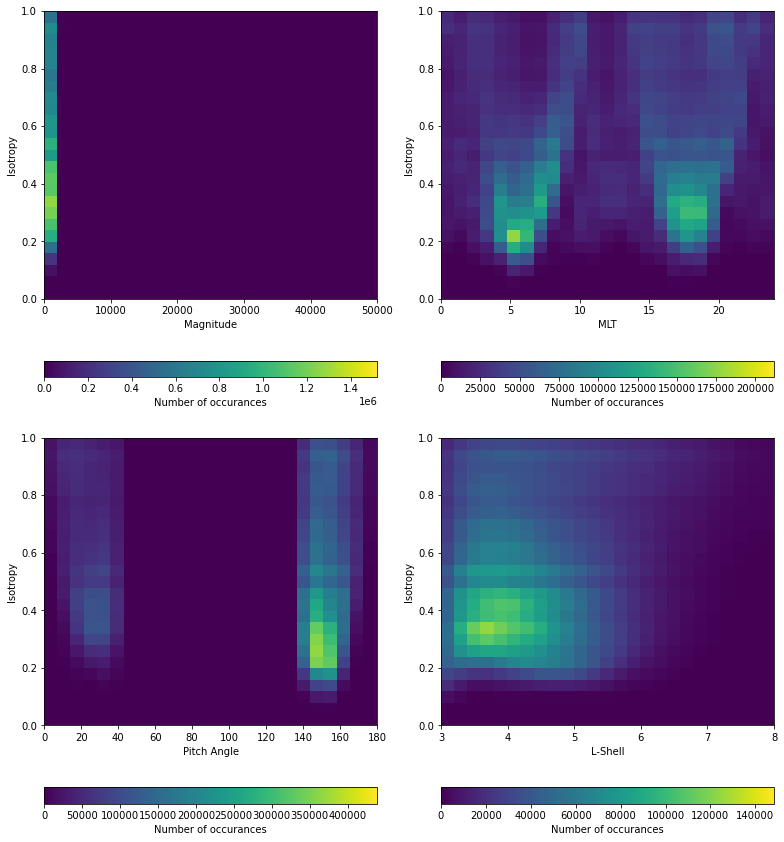 1.0
0.8
0.6
0.4
0.2
0.0
Isotropy
0 10000 20000 30000 40000 50000
Magnitude
0.0 0.2 0.4 0.6 0.8 1.0 1.2 1.4
1e6
Number of occurances
1.0
0.8
0.6
0.4
0.2
0.0
Isotropy
0 5 10 15 20
MLT
0 25000 50000 75000 100000 125000 150000 175000 200000
Number of occurances
1.0
0.8
0.6
0.4
0.2
0.0
Isotropy
0 20 40 60 80 100 120 140 160 180
Pitch Angle
0 50000 100000 150000 200000 250000 300000 350000 400000
Number of occurances
1.0
0.8
0.6
0.4
0.2
0.0
Isotropy
3 4 5 6 7 8
L-Shell
0 20000 40000 60000 80000 100000 120000 140000
Number of occurances